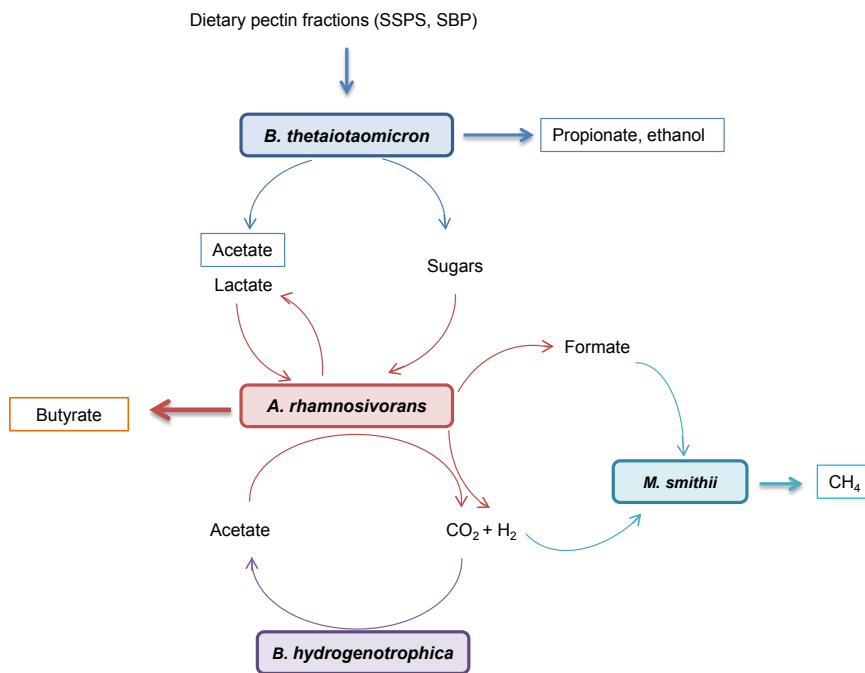 Dietary pectin fractions (SSPS, SBP)
B. thetaiotaomicron
Propionate, ethanol
Acetate
Lactate
Sugars
Formate
Butyrate
A. rhamnosivorans
M. smithii
CH₄
Acetate
CO₂ + H₂
B. hydrogenotrophica